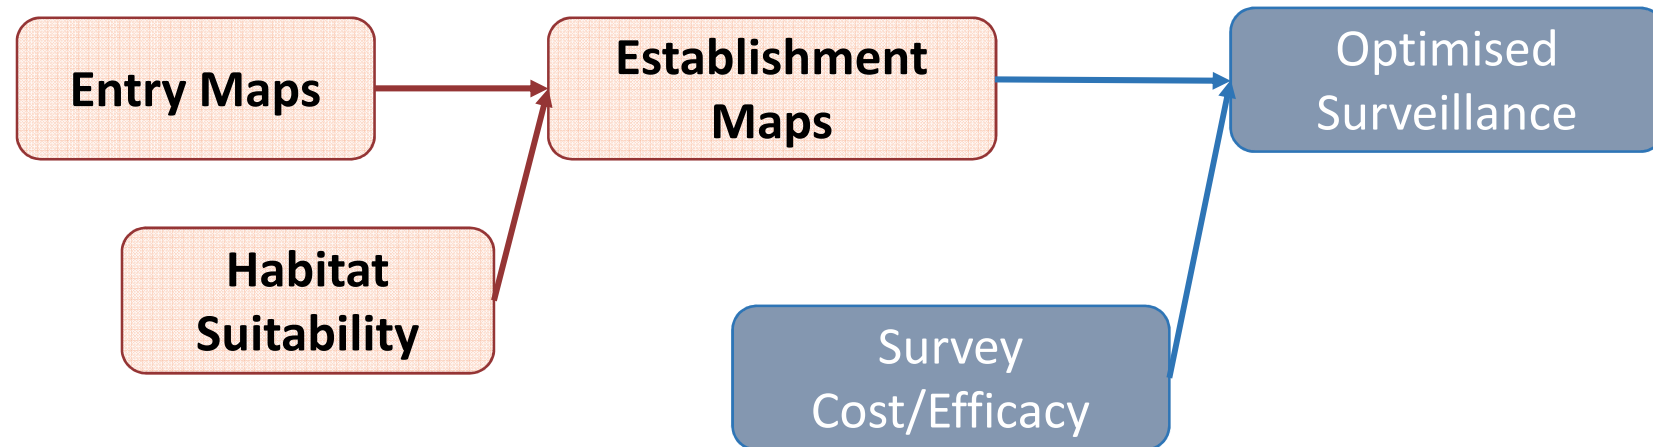 Entry Maps
Establishment
Maps
Optimised
Surveillance
Habitat
Suitability
Survey
Cost/Efficacy